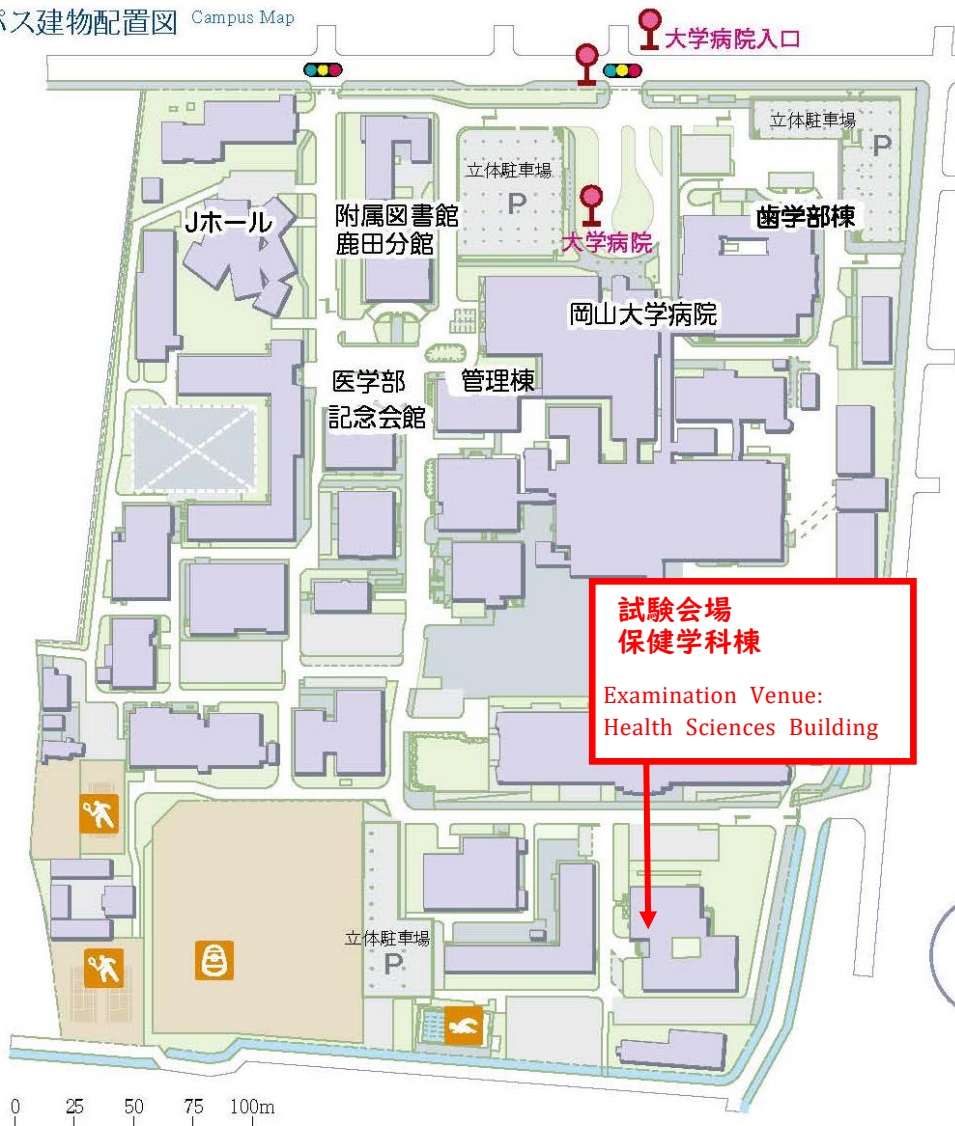 パス建物配置図 Campus Map
大学病院入口
立体駐車場
P
立体駐車場
P
Jホール
附属図書館
鹿田分館
大学病院
歯学部棟
岡山大学病院
医学部
記念会館
管理棟
試験会場
保健学科棟
Examination Venue:
Health Sciences Building
立体駐車場
P
0 25 50 75 100m